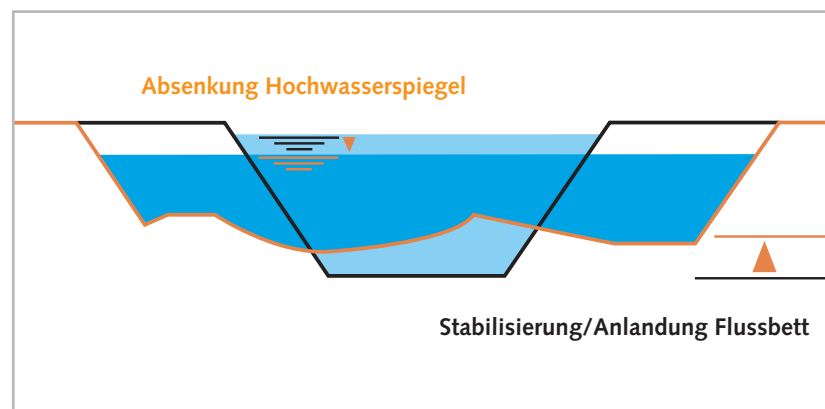 Absenkung Hochwasserspiegel
Stabilisierung/Anlandung Flussbett